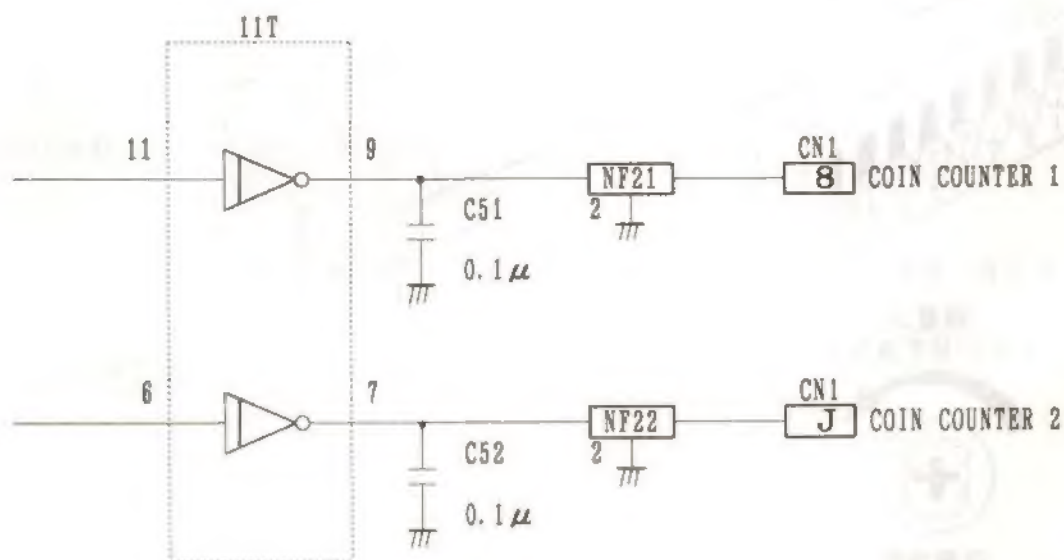 11T
11
9
C51
0.1μ
NF21
2
CN1
8
COIN COUNTER 1
6
7
C52
0.1μ
NF22
2
CN1
J
COIN COUNTER 2